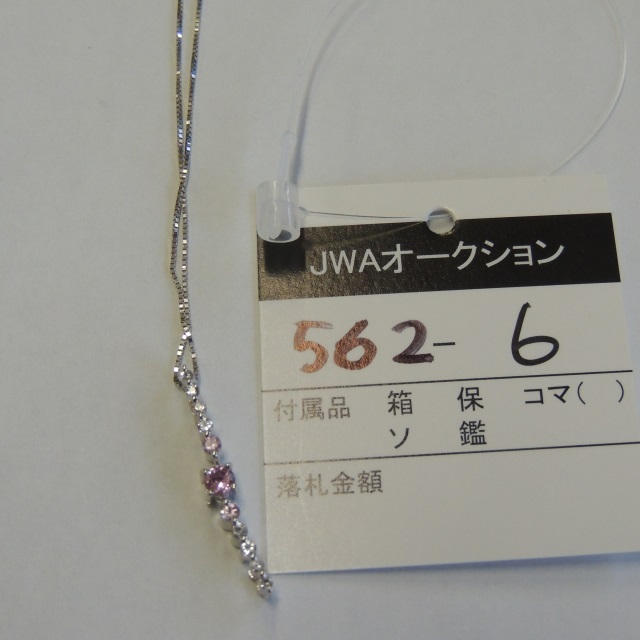 JWAオークション
562- 6
付属品 箱 保 コマ( )
ソ 鑑
落札金額